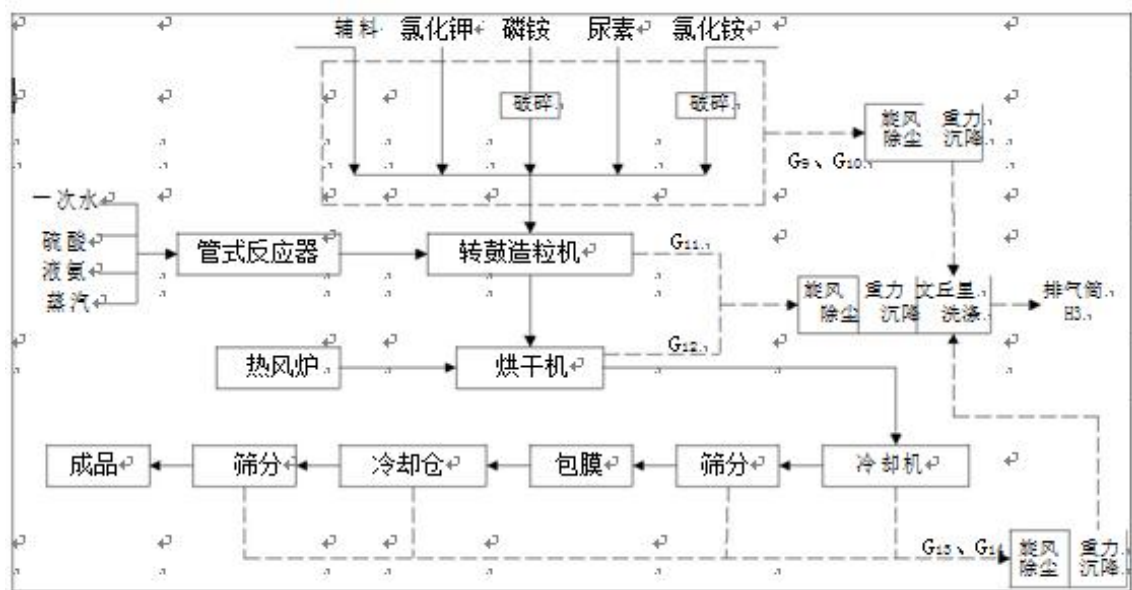 辅料 氯化钾 磷铵 尿素 氯化铵
破碎 破碎
旋风 重力
除尘 沉降
G9、G10
一次水
硫酸
液氨
蒸汽
管式反应器
转鼓造粒机
G11
旋风 重力 文丘里
除尘 沉降 洗涤
排气筒
H3
G12
热风炉
烘干机
成品 筛分 冷却仓 包膜 筛分 冷却机
G13、G14
旋风 重力
除尘 沉降